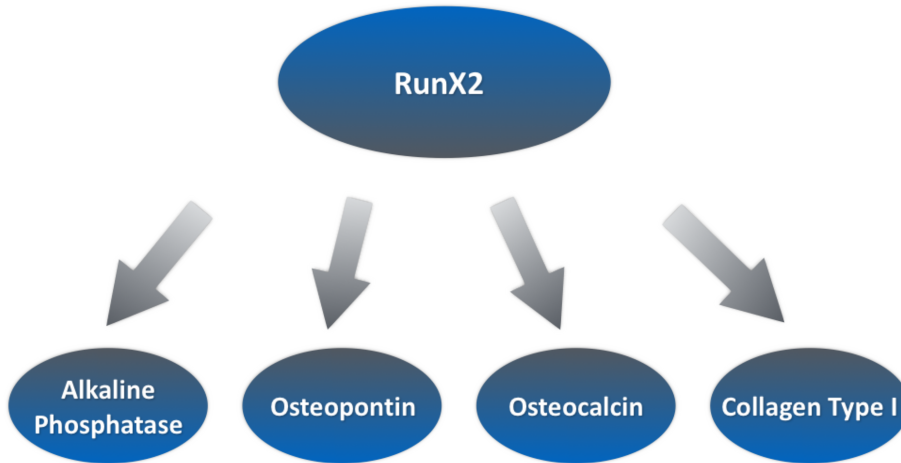 RunX2
Alkaline
Phosphatase
Osteopontin
Osteocalcin
Collagen Type I